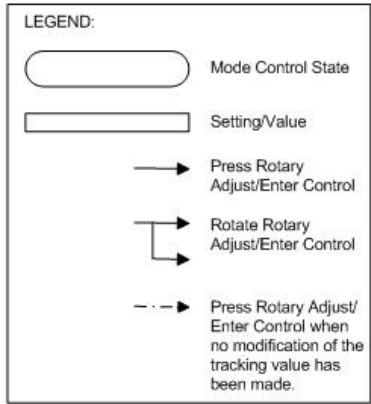 LEGEND:
Mode Control State
Setting/Value
Press Rotary
Adjust/Enter Control
Rotate Rotary
Adjust/Enter Control
Press Rotary Adjust/
Enter Control when
no modification of the
tracking value has
been made.